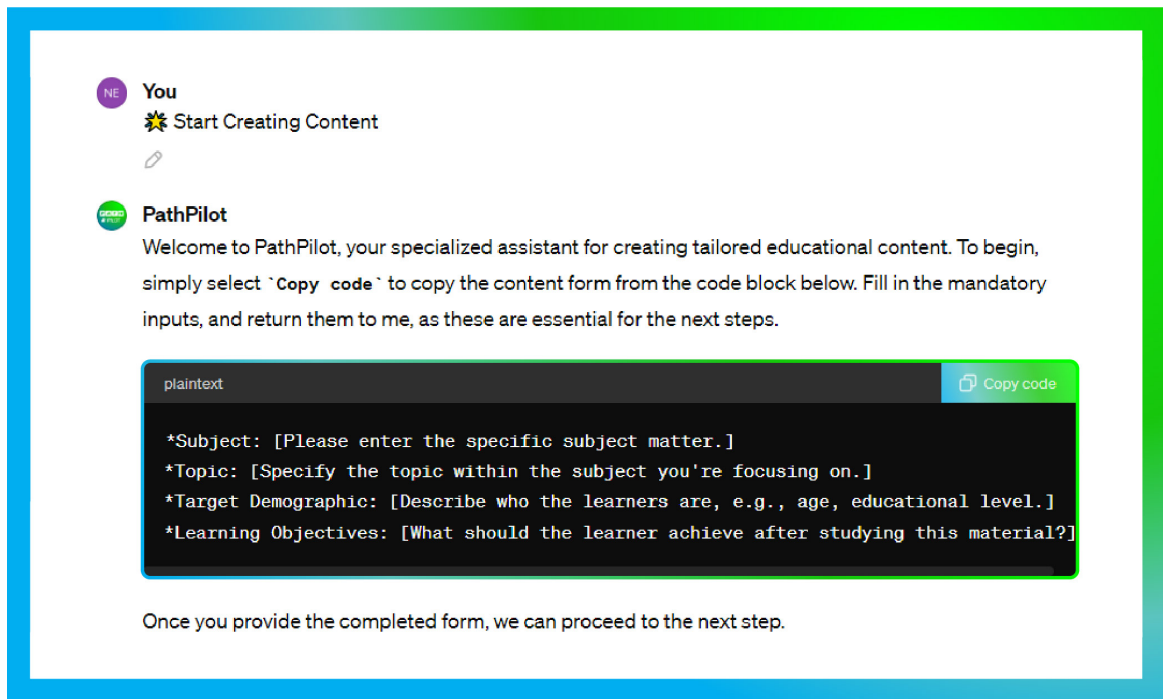 NE
You
🌟 Start Creating Content
PathPilot
Welcome to PathPilot, your specialized assistant for creating tailored educational content. To begin,
simply select `Copy code` to copy the content form from the code block below. Fill in the mandatory
inputs, and return them to me, as these are essential for the next steps.
plaintext
Copy code
*Subject: [Please enter the specific subject matter.]
*Topic: [Specify the topic within the subject you're focusing on.]
*Target Demographic: [Describe who the learners are, e.g., age, educational level.]
*Learning Objectives: [What should the learner achieve after studying this material?]
Once you provide the completed form, we can proceed to the next step.